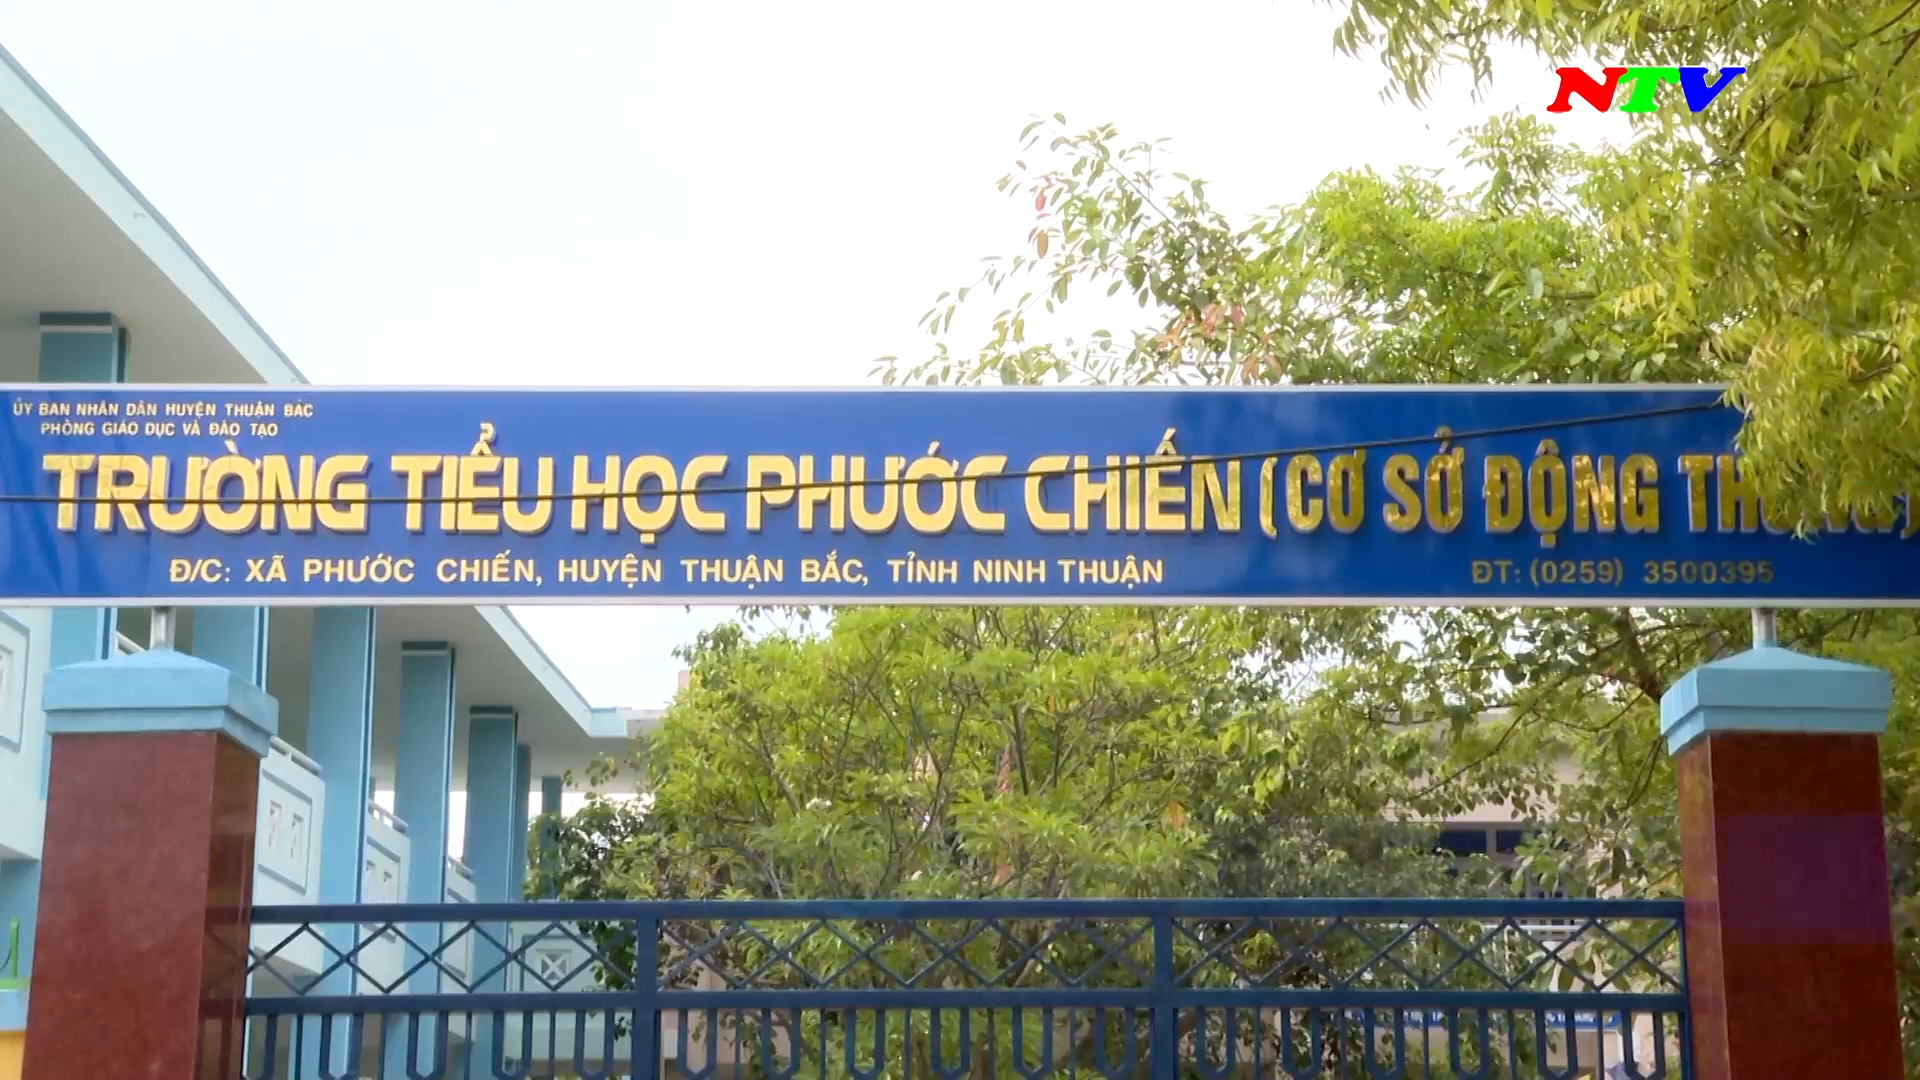 NTV
ỦY BAN NHÂN DÂN HUYỆN THUẬN BẮC
PHÒNG GIÁO DỤC VÀ ĐÀO TẠO
TRƯỜNG TIỂU HỌC PHƯỚC CHIẾN (CƠ SỞ ĐỘNG
Đ/C: XÃ PHƯỚC CHIẾN, HUYỆN THUẬN BẮC, TỈNH NINH THUẬN
ĐT: (0259) 3500395